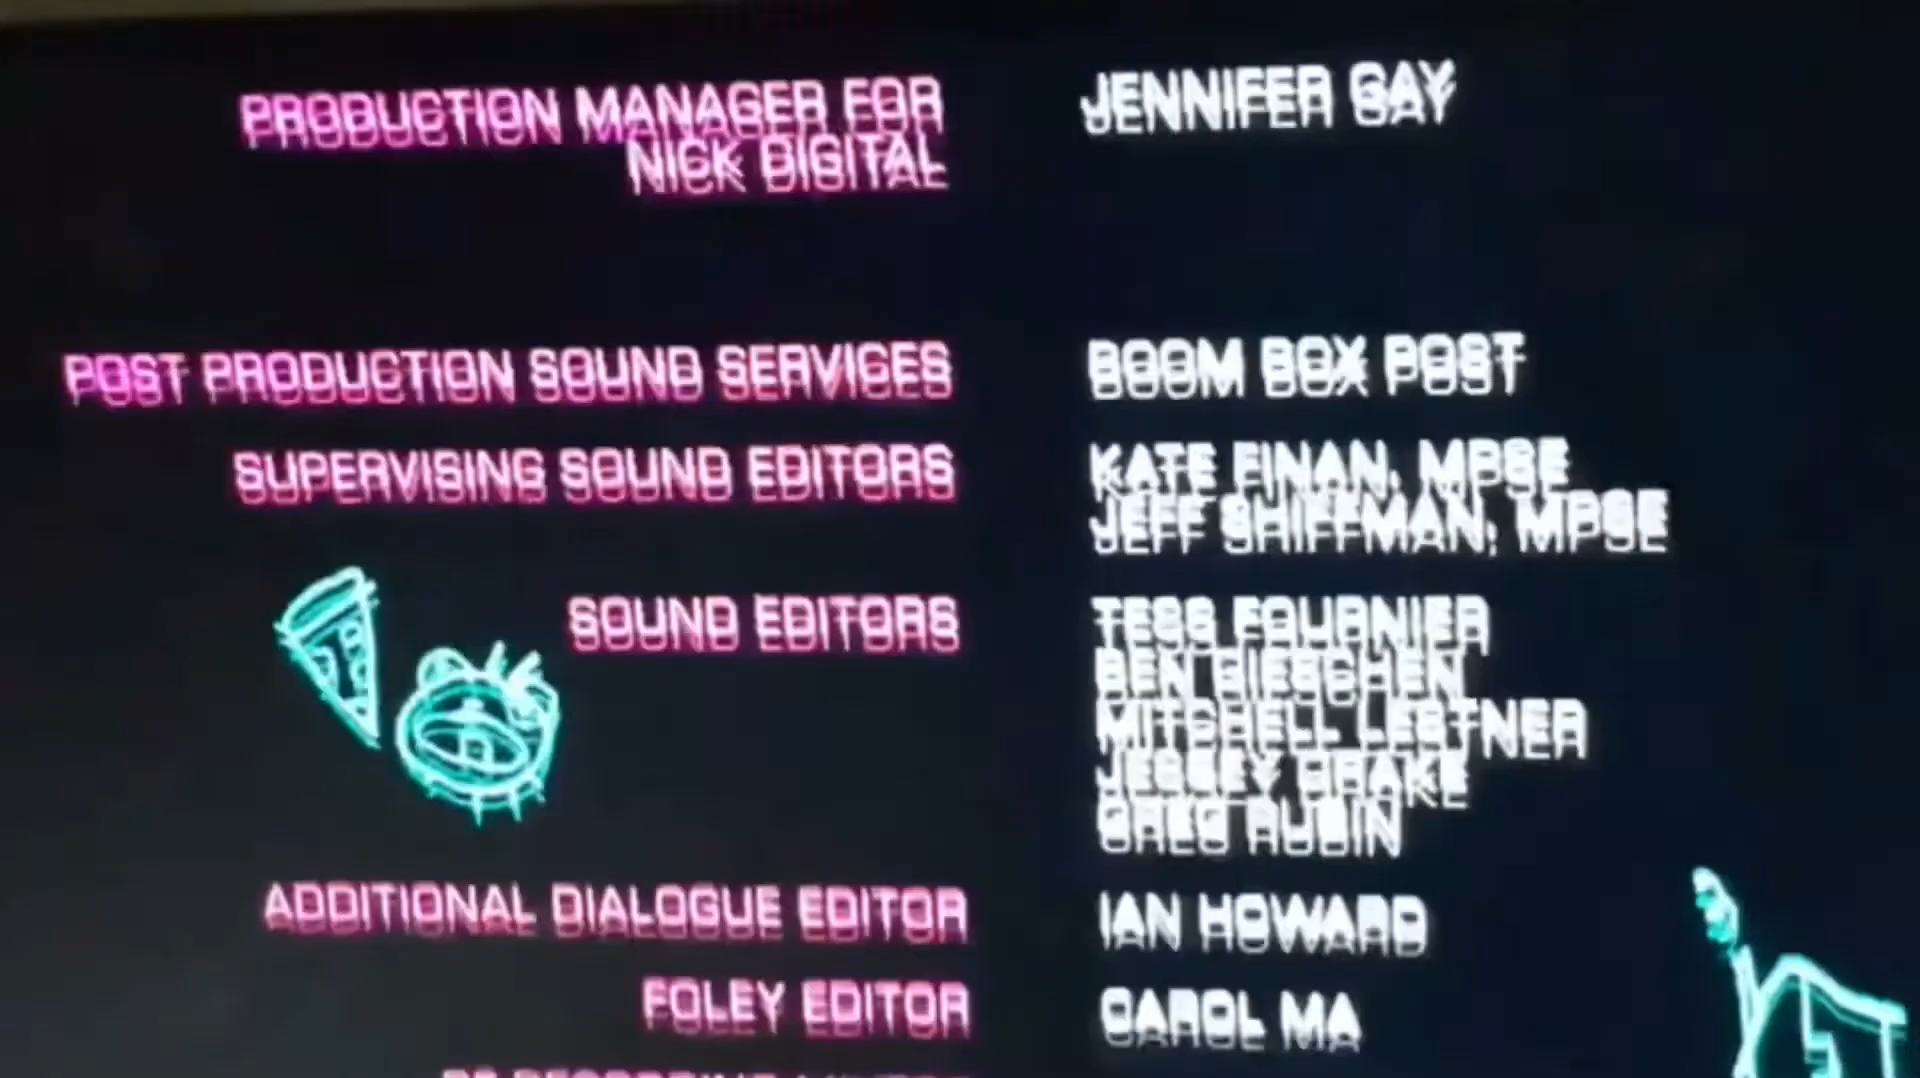 PRODUCTION MANAGER FOR
NICK DIGITAL
JENNIFER GAY
POST PRODUCTION SOUND SERVICES
BOOM BOX POST
SUPERVISING SOUND EDITORS
KATE FINAN, MPSE
JEFF SHIFFMAN, MPSE
SOUND EDITORS
TESS FOURNIER
BEN GIESCHEN
MITCHELL LESTNER
JESSEY DRAKE
GREG RUBIN
ADDITIONAL DIALOGUE EDITOR
IAN HOWARD
FOLEY EDITOR
CAROL MA